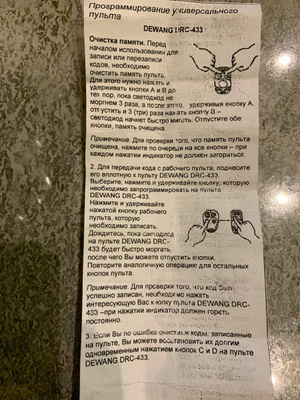 Программирование универсального
пульта
DEWANG DRC-433
Очистка памяти. Перед
началом использования для
записи или перезаписи
кодов, необходимо
очистить память пульта.
Для этого нужно нажать и
удерживать кнопки А и В до
тех пор, пока светодиод не
моргнем 3 раза, а после этого, удерживая кнопку А,
отпустить и 3 (три) раза нажать кнопку В –
светодиод начнет быстро мигать. Отпустите обе
кнопки, память очищена.
Примечание. Для проверки того, что память пульта
очищена, нажмите по очереди на все кнопки – при
каждом нажатии индикатор не должен загораться.
2. Для передачи кода с рабочего пульта, поднесите
его вплотную к пульту DEWANG DRC-433.
Выберите, нажмите и удерживайте кнопку, которую
необходимо запрограммировать на пульте
DEWANG DRC-433.
Нажмите и удерживайте
нажатой кнопку рабочего
пульта, которую
необходимо записать.
Дождитесь, пока светодиод
на пульте DEWANG DRC-
433 будет быстро моргать,
после чего Вы можете отпустить кнопки.
Повторите аналогичную операцию для остальных
кнопок пульта.
Примечание. Для проверки того, что код был
успешно записан, необходимо нажать
интересующую Вас кнопку пульта DEWANG DRC-
433 –при нажатии индикатор должен гореть
постоянно.
3. Если Вы по ошибке очистили коды, записанные
на пульте, Вы можете восстановить их долгим
одновременным нажатием кнопок С и D на пульте
DEWANG DRC-433.